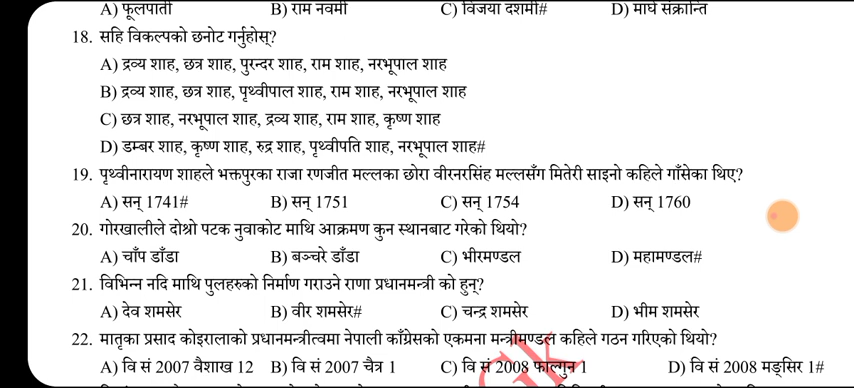 A) फूलपाती B) राम नवमी C) विजया दशमी# D) माघे संक्रान्ति
18. सहि विकल्पको छनोट गर्नुहोस्?
A) द्रव्य शाह, छत्र शाह, पुरन्दर शाह, राम शाह, नरभूपाल शाह
B) द्रव्य शाह, छत्र शाह, पृथ्वीपाल शाह, राम शाह, नरभूपाल शाह
C) छत्र शाह, नरभूपाल शाह, द्रव्य शाह, राम शाह, कृष्ण शाह
D) डम्बर शाह, कृष्ण शाह, रुद्र शाह, पृथ्वीपति शाह, नरभूपाल शाह#
19. पृथ्वीनारायण शाहले भक्तपुरका राजा रणजीत मल्लका छोरा वीरनरसिंह मल्लसँग मितेरी साइनो कहिले गाँसेका थिए?
A) सन् 1741# B) सन् 1751 C) सन् 1754 D) सन् 1760
20. गोरखालीले दोश्रो पटक नुवाकोट माथि आक्रमण कुन स्थानबाट गरेको थियो?
A) चाँप डाँडा B) बञ्चरे डाँडा C) भीरमण्डल D) महामण्डल#
21. विभिन्न नदि माथि पुलहरुको निर्माण गराउने राणा प्रधानमन्त्री को हुन्?
A) देव शमसेर B) वीर शमसेर# C) चन्द्र शमसेर D) भीम शमसेर
22. मातृका प्रसाद कोइरालाको प्रधानमन्त्रीत्वमा नेपाली काँग्रेसको एकमना मन्त्रीमण्डल कहिले गठन गरिएको थियो?
A) वि सं 2007 वैशाख 12 B) वि सं 2007 चैत्र 1 C) वि सं 2008 फाल्गुन 1 D) वि सं 2008 मङ्सिर 1#